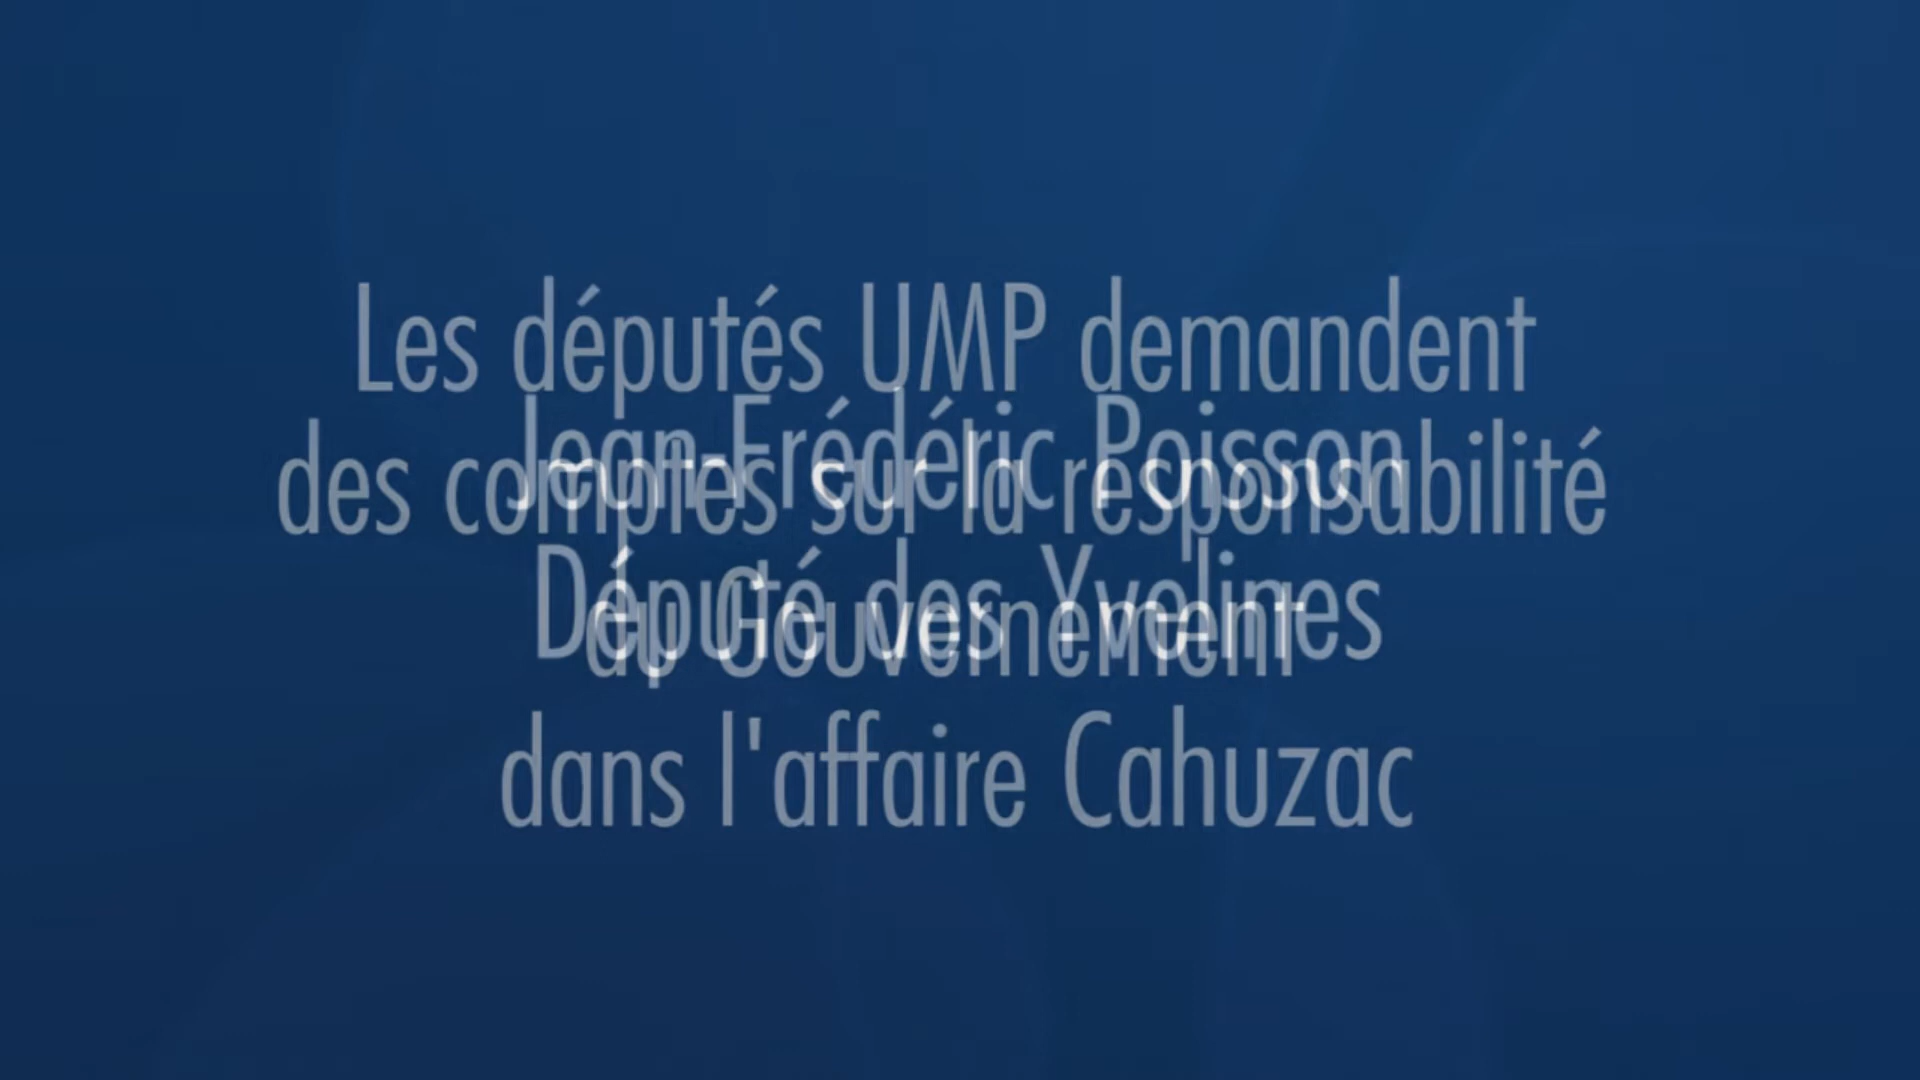 Les députés UMP demandent
Jean-Frédéric Poisson
des comptes sur la responsabilité
Député des Yvelines
du Gouvernement
dans l'affaire Cahuzac